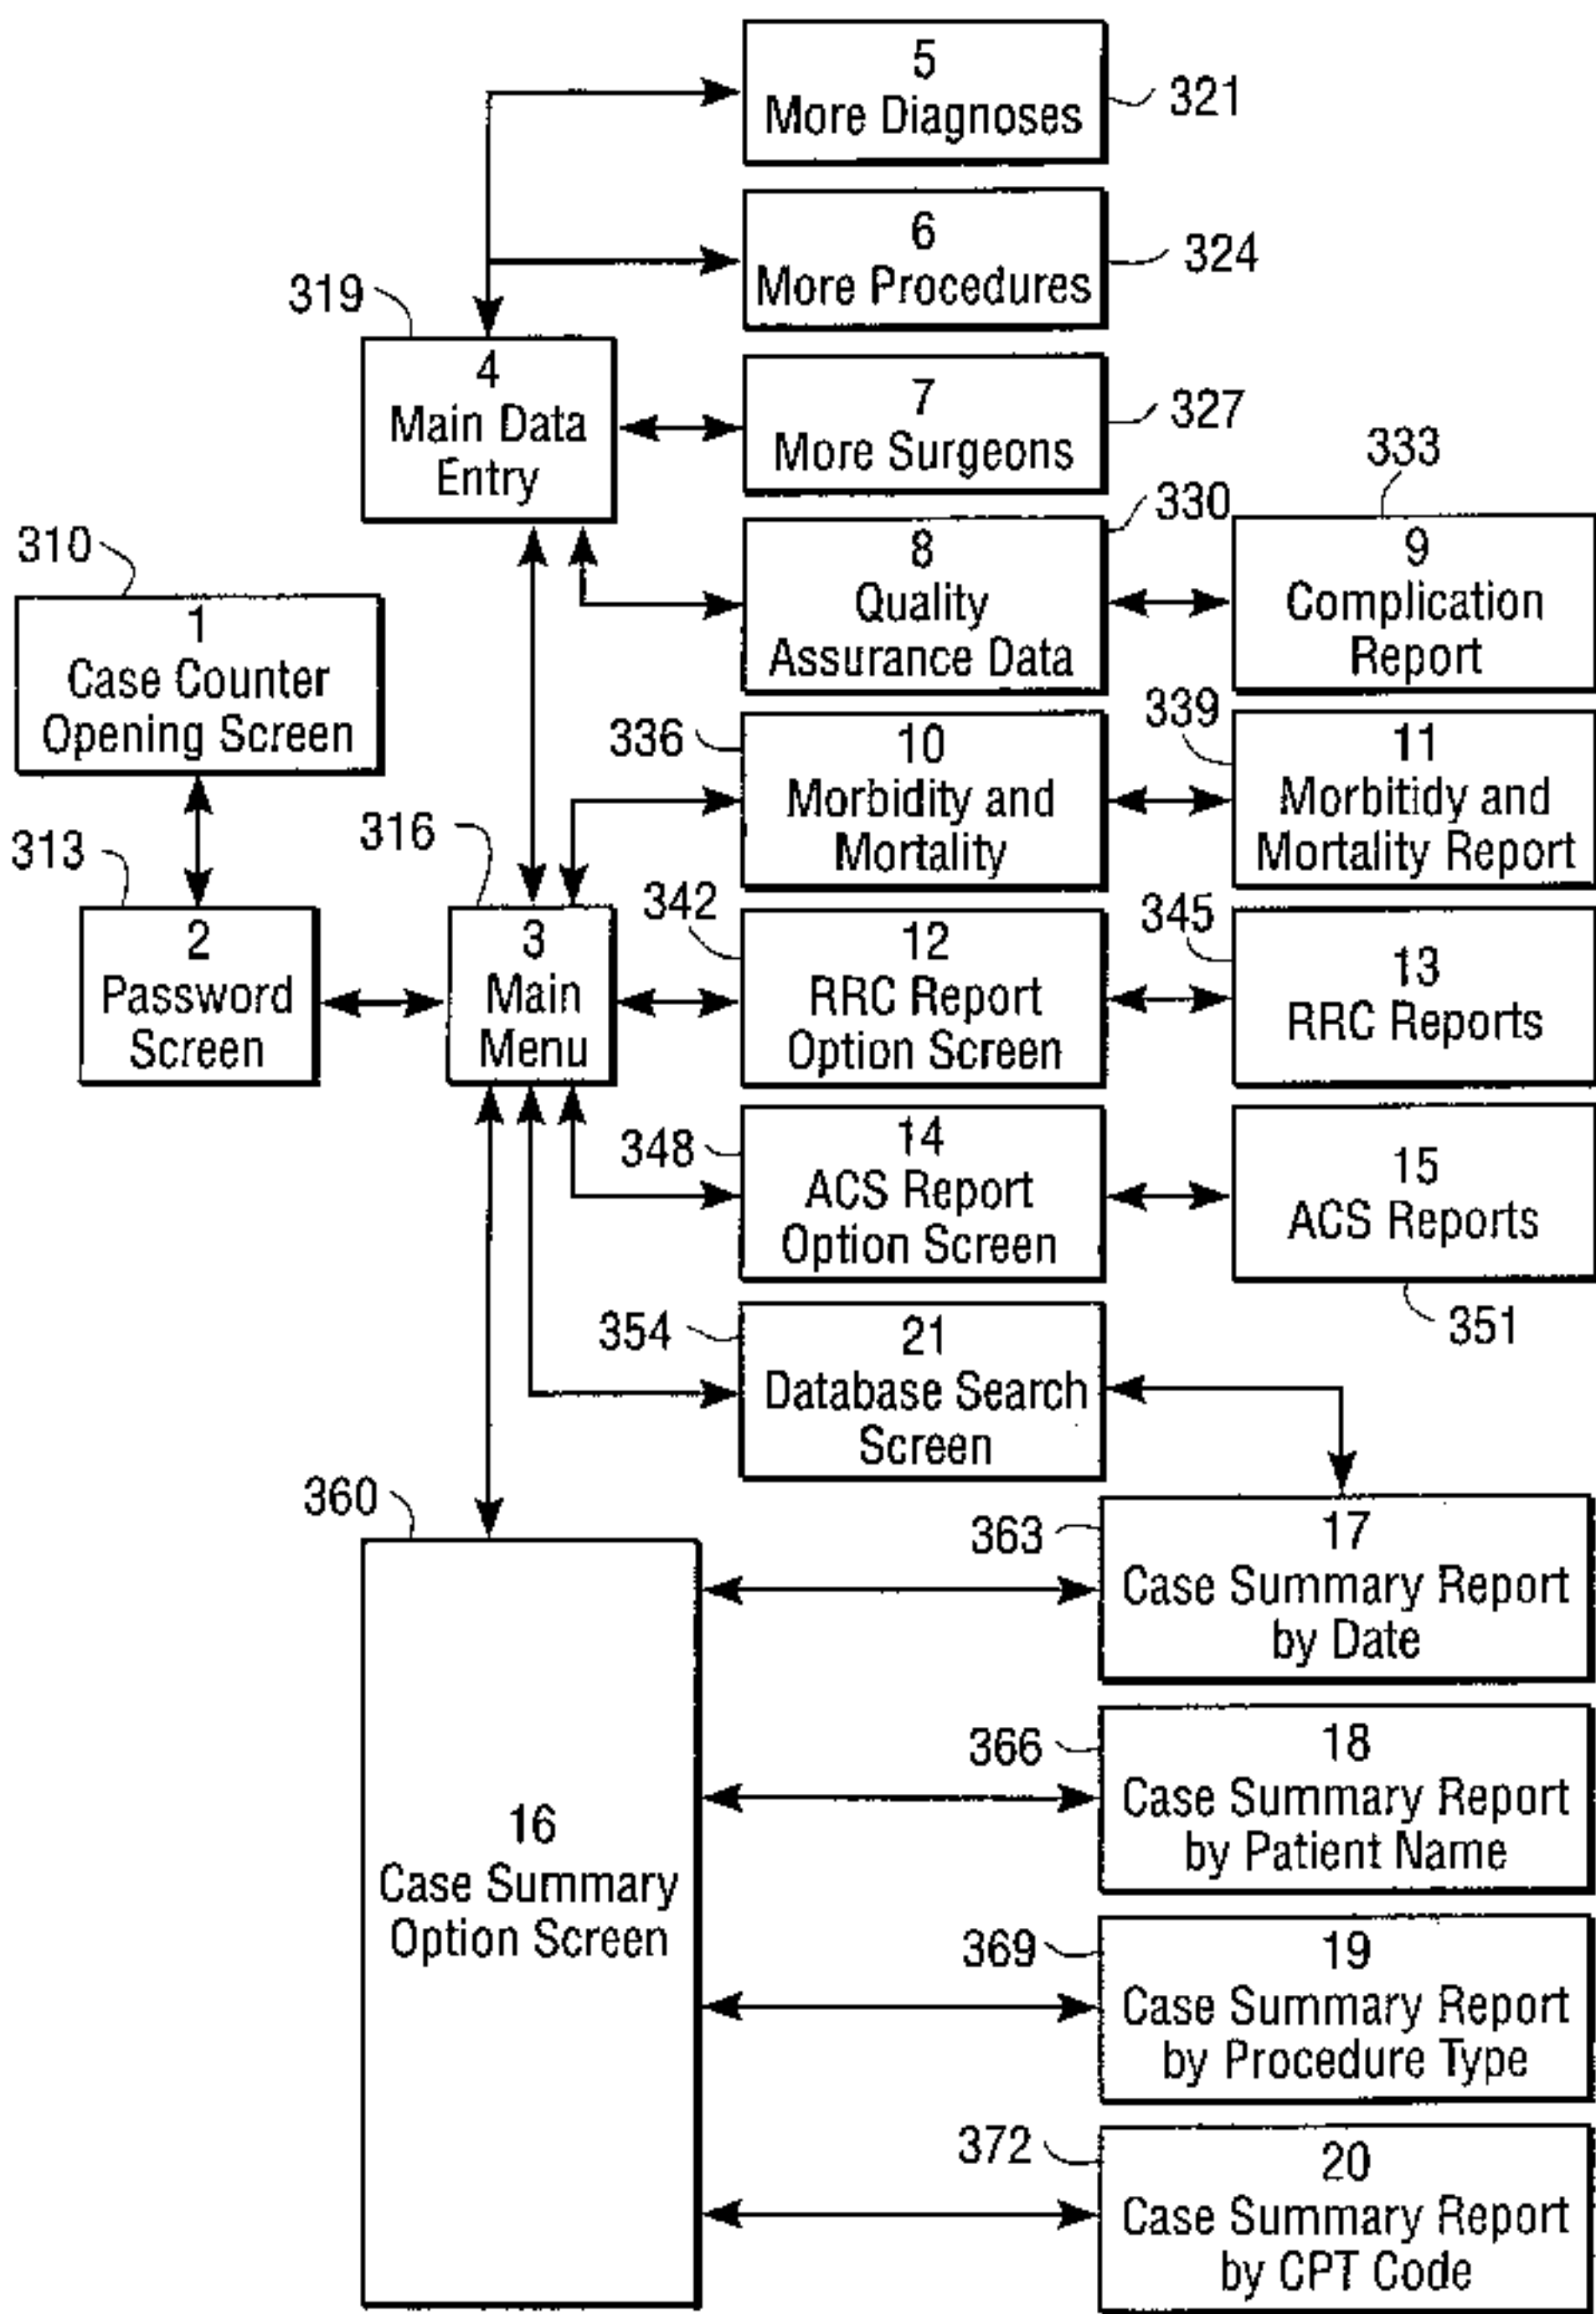 5
More Diagnoses
321
6
More Procedures
324
319
4
Main Data
Entry
7
More Surgeons
327
333
330
310
1
Case Counter
Opening Screen
8
Quality
Assurance Data
9
Complication
Report
339
336
10
Morbidity and
Mortality
11
Morbitidy and
Mortality Report
313
2
Password
Screen
316
3
Main
Menu
342
12
RRC Report
Option Screen
345
13
RRC Reports
348
14
ACS Report
Option Screen
15
ACS Reports
351
354
21
Database Search
Screen
360
16
Case Summary
Option Screen
363
17
Case Summary Report
by Date
366
18
Case Summary Report
by Patient Name
369
19
Case Summary Report
by Procedure Type
372
20
Case Summary Report
by CPT Code